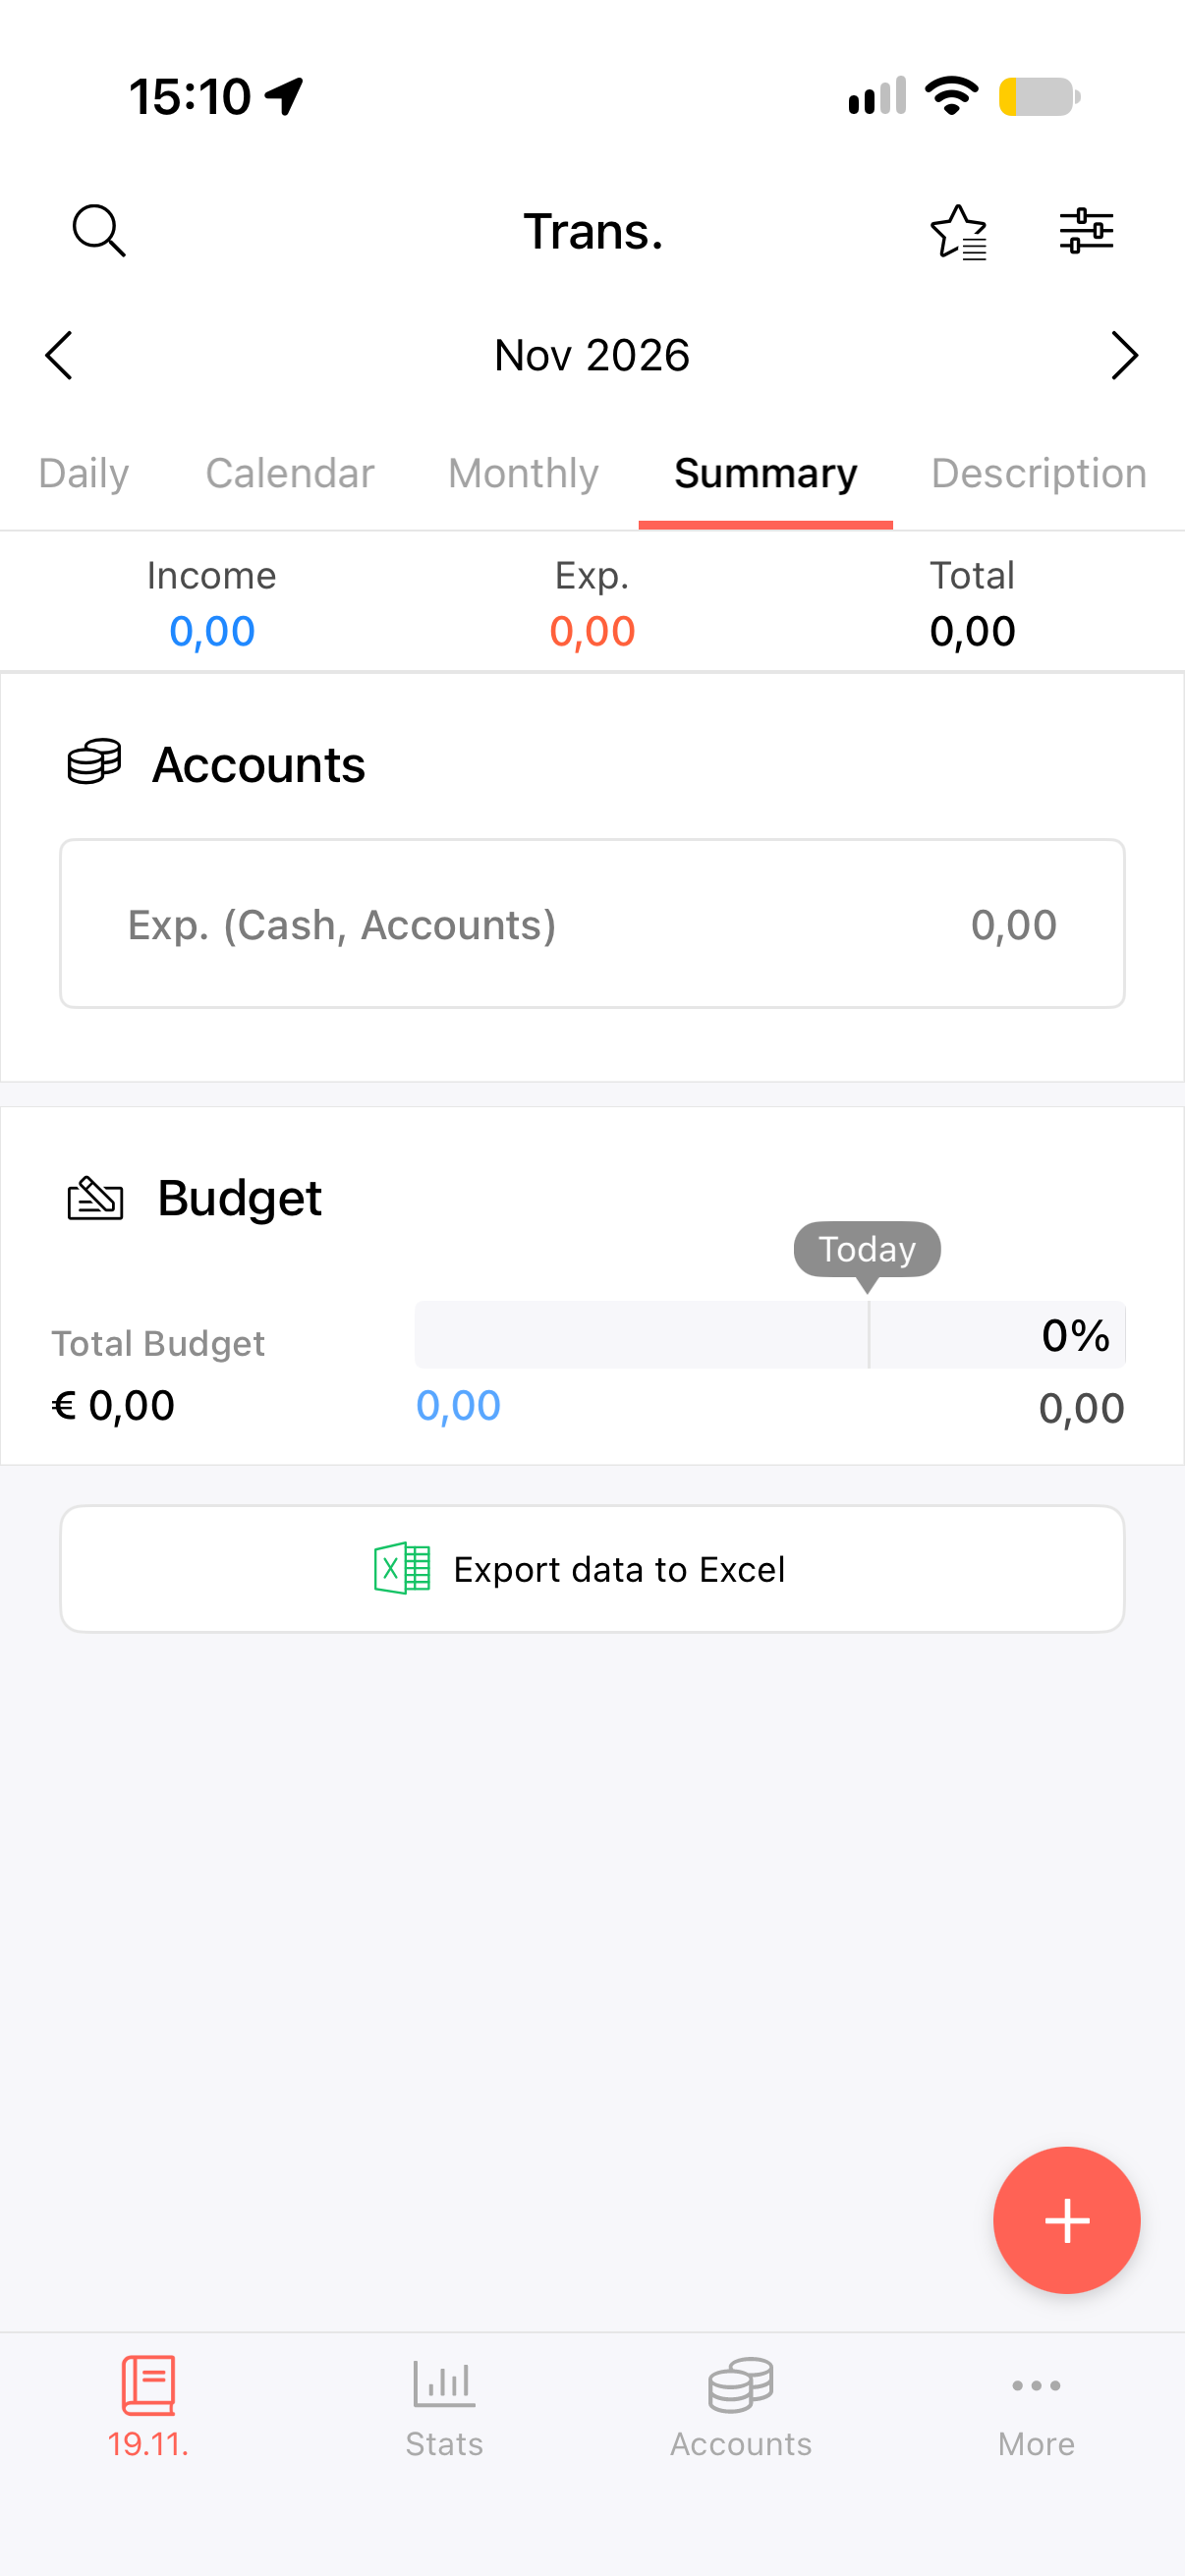 15:10
Trans.
Nov 2026
Daily Calendar Monthly Summary Description
Income Exp. Total
0,00 0,00 0,00
Accounts
Exp. (Cash, Accounts) 0,00
Budget
Today
Total Budget 0%
€ 0,00 0,00 0,00
Export data to Excel
19.11. Stats Accounts More